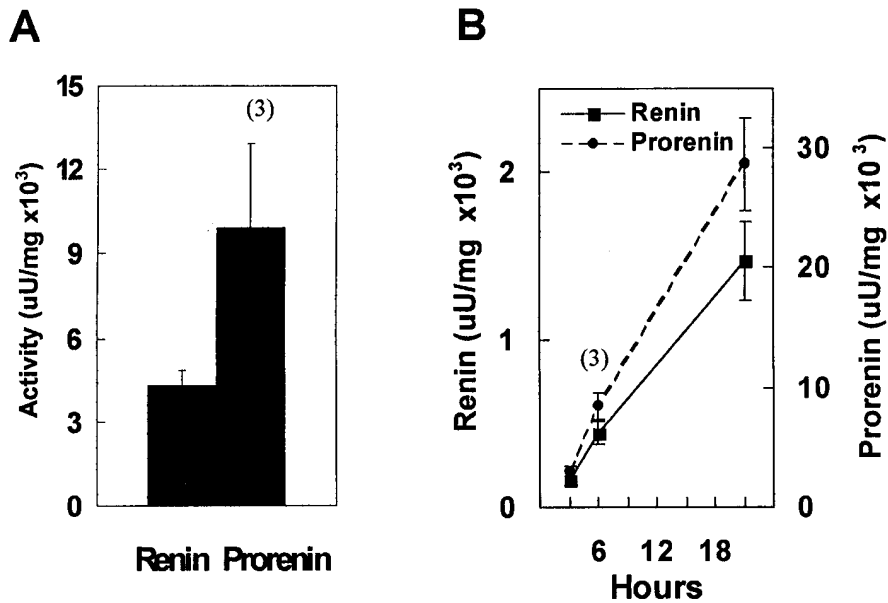 A
Activity (uU/mg x10³)
15
12
9
6
3
0
(3)
Renin Prorenin
B
Renin (uU/mg x10³)
2
1
0
Renin
Prorenin
(3)
30
20
10
0
Prorenin (uU/mg x10³)
6 12 18
Hours